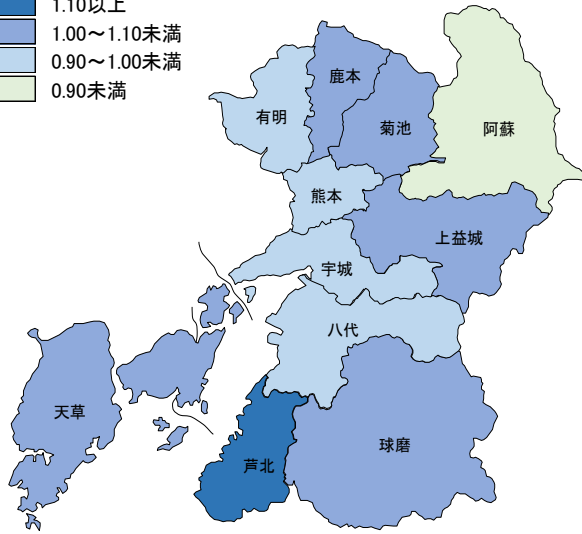 1.10以上
1.00～1.10未満
0.90～1.00未満
0.90未満
鹿本
有明
菊池
阿蘇
熊本
上益城
宇城
八代
天草
球磨
芦北